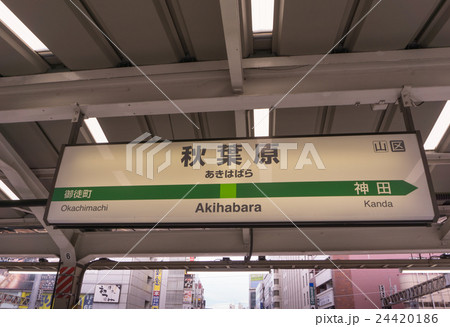 秋葉原
山区
あきはばら
御徒町
神田
Okachimachi
Akihabara
Kanda
PIXTA
24420186